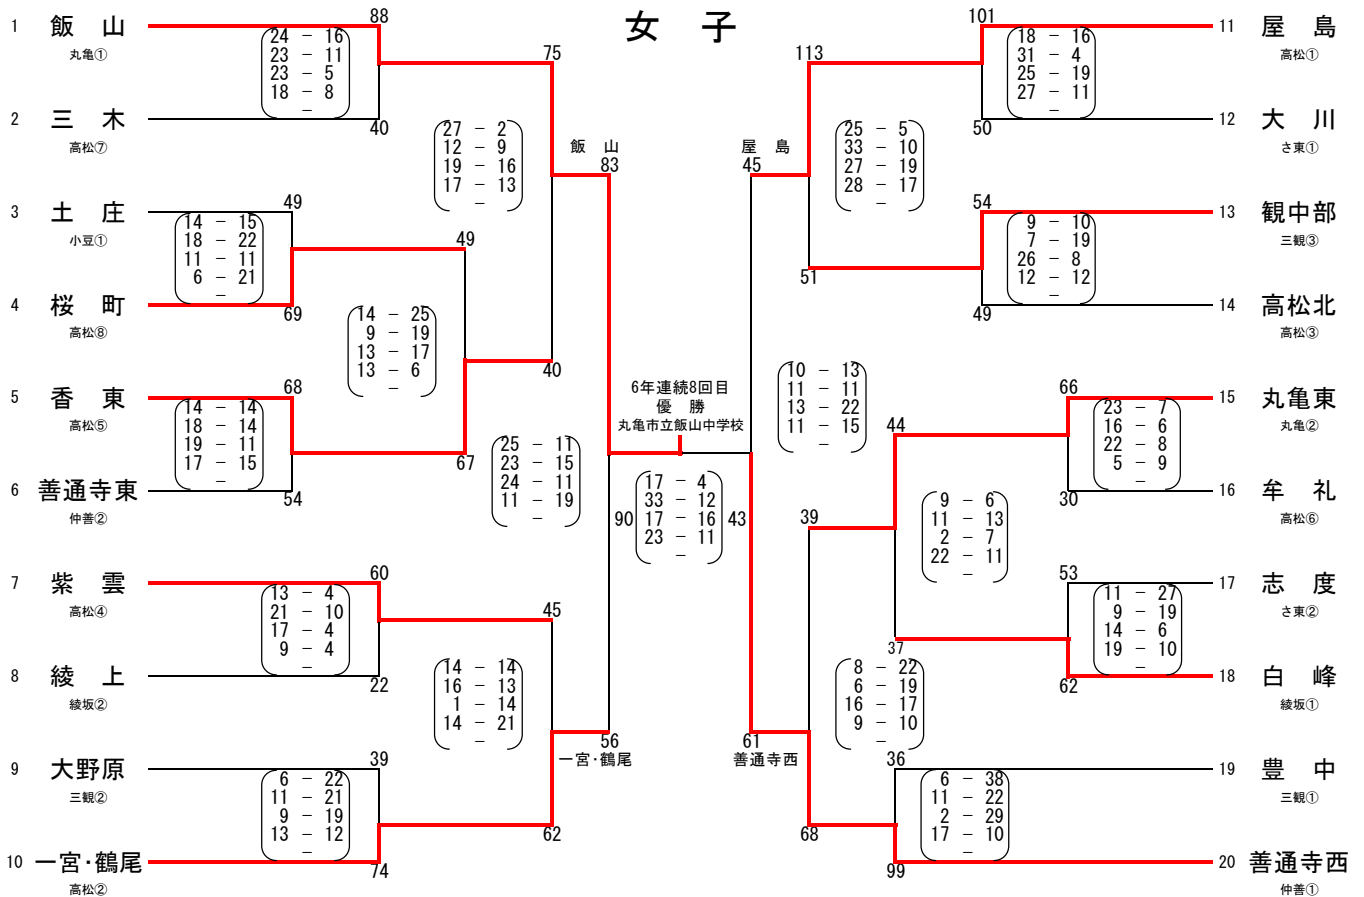 女　子
1 飯　山
丸亀①
2 三　木
高松⑦
3 土　庄
小豆①
4 桜　町
高松⑧
5 香　東
高松⑤
6 善通寺東
仲善②
7 紫　雲
高松④
8 綾　上
綾坂②
9 大野原
三観②
10 一宮・鶴尾
高松②
88
24 － 16
23 － 11
23 － 5
18 － 8
－
40
49
14 － 15
18 － 22
11 － 11
6 － 21
－
69
68
14 － 14
18 － 14
19 － 11
17 － 15
－
54
60
13 － 4
21 － 10
17 － 4
9 － 4
－
22
39
6 － 22
11 － 21
9 － 19
13 － 12
－
74
49
14 － 25
9 － 19
13 － 17
13 － 6
－
67
75
27 － 2
12 － 9
19 － 16
17 － 13
－
40
45
14 － 14
16 － 13
1 － 14
14 － 21
－
62
飯　山
83
25 － 11
23 － 15
24 － 11
11 － 19
－
56
一宮・鶴尾
6年連続8回目
優　勝
丸亀市立飯山中学校
90
17 － 4
33 － 12
17 － 16
23 － 11
－
43
屋　島
45
10 － 13
11 － 11
13 － 22
11 － 15
－
61
善通寺西
113
25 － 5
33 － 10
27 － 19
28 － 17
－
51
39
8 － 22
6 － 19
16 － 17
9 － 10
－
68
44
9 － 6
11 － 13
2 － 7
22 － 11
－
37
101
18 － 16
31 － 4
25 － 19
27 － 11
－
50
54
9 － 10
7 － 19
26 － 8
12 － 12
－
49
66
23 － 7
16 － 6
22 － 8
5 － 9
－
30
53
11 － 27
9 － 19
14 － 6
19 － 10
－
62
36
6 － 38
11 － 22
2 － 29
17 － 10
－
99
11 屋　島
高松①
12 大　川
さ東①
13 観中部
三観③
14 高松北
高松③
15 丸亀東
丸亀②
16 牟　礼
高松⑥
17 志　度
さ東②
18 白　峰
綾坂①
19 豊　中
三観①
20 善通寺西
仲善①